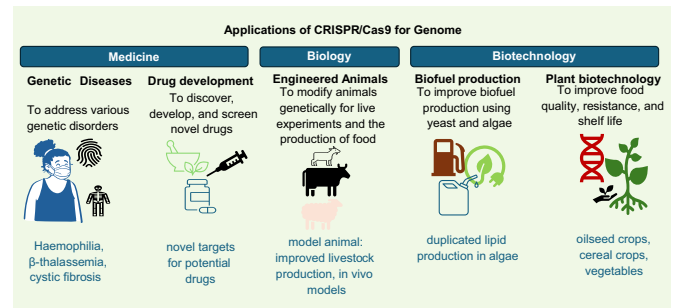 Applications of CRISPR/Cas9 for Genome
Medicine
Biology
Biotechnology
Genetic Diseases
To address various
genetic disorders
Haemophilia,
β-thalassemia,
cystic fibrosis
Drug development
To discover,
develop, and screen
novel drugs
novel targets
for potential
drugs
Engineered Animals
To modify animals
genetically for live
experiments and the
production of food
model animal:
improved livestock
production, in vivo
models
Biofuel production
To improve biofuel
production using
yeast and algae
duplicated lipid
production in algae
Plant biotechnology
To improve food
quality, resistance, and
shelf life
oilseed crops,
cereal crops,
vegetables